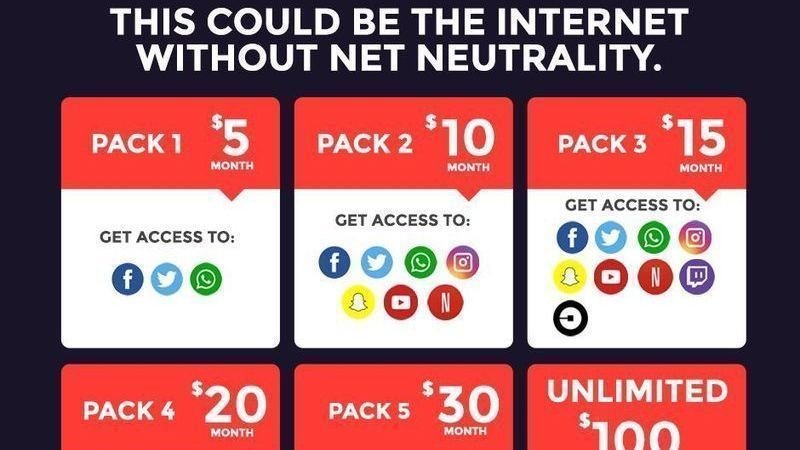 THIS COULD BE THE INTERNET
WITHOUT NET NEUTRALITY.
PACK 1 $5
MONTH
GET ACCESS TO:
PACK 2 $10
MONTH
GET ACCESS TO:
PACK 3 $15
MONTH
GET ACCESS TO:
PACK 4 $20
MONTH
PACK 5 $30
MONTH
UNLIMITED
$100